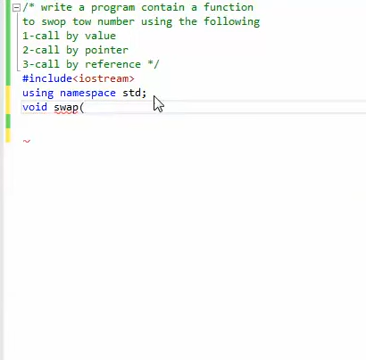 /* write a program contain a function
to swop tow number using the following
1-call by value
2-call by pointer
3-call by reference */
#include<iostream>
using namespace std;
void swap(